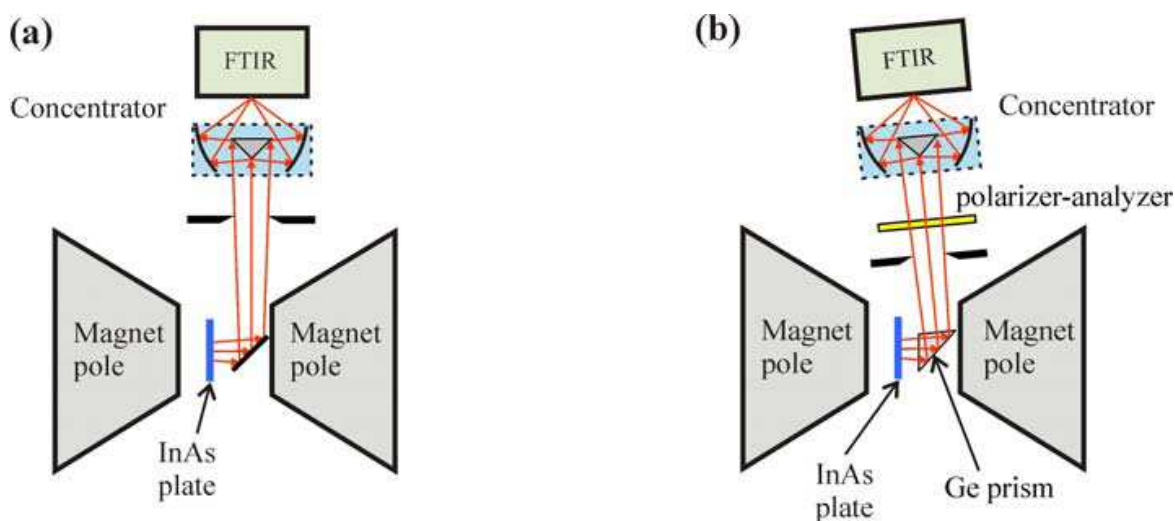 (a)
FTIR
Concentrator
Magnet
pole
Magnet
pole
InAs
plate
(b)
FTIR
Concentrator
polarizer-analyzer
Magnet
pole
Magnet
pole
InAs
plate
Ge prism